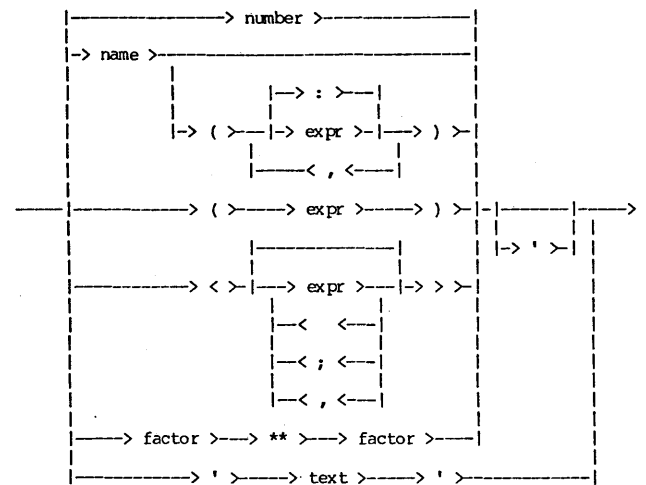 number
name
:
( expr )
,
( expr )
'
< expr >
;
,
factor ** factor
' text '